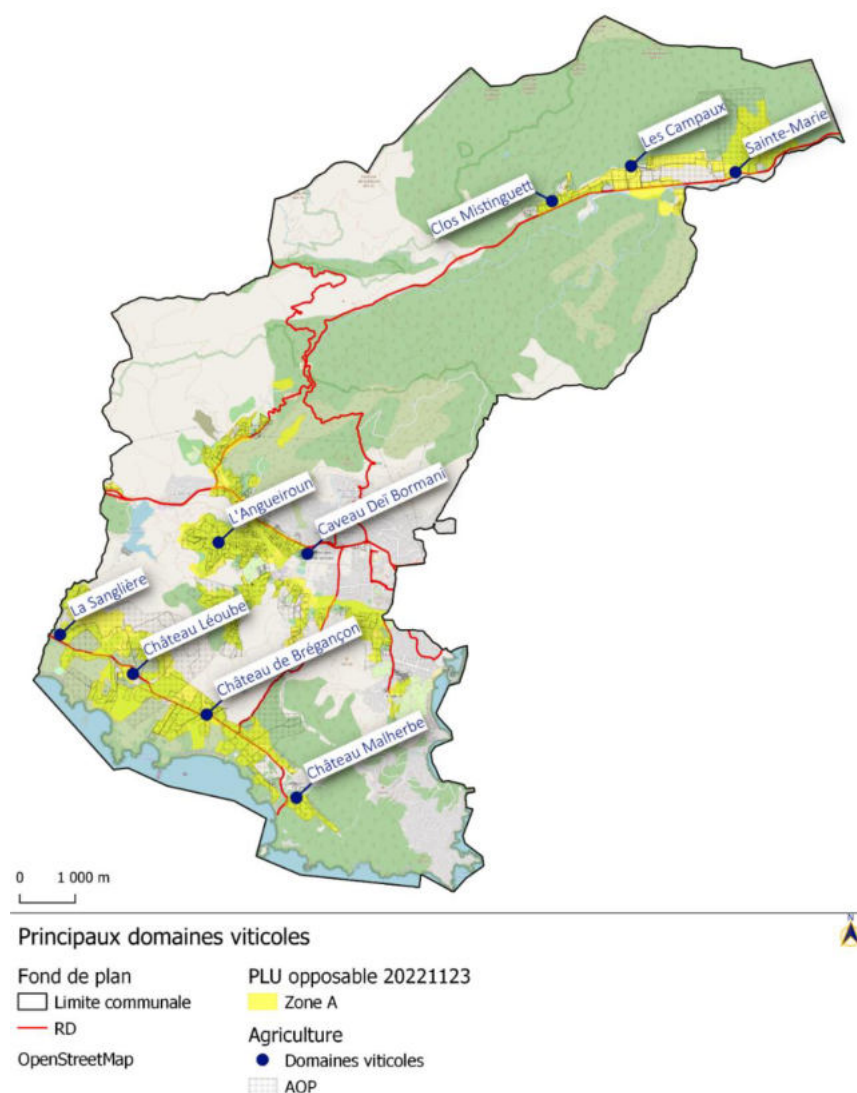 Les Campaux
Sainte-Marie
Clos Mistinguett
L'Angueiroun
Caveau Deï Bormani
La Sanglière
Château Léoube
Château de Brégançon
Château Malherbe
0 1 000 m
Principaux domaines viticoles
N
Fond de plan
Limite communale
RD
OpenStreetMap
PLU opposable 20221123
Zone A
Agriculture
Domaines viticoles
AOP